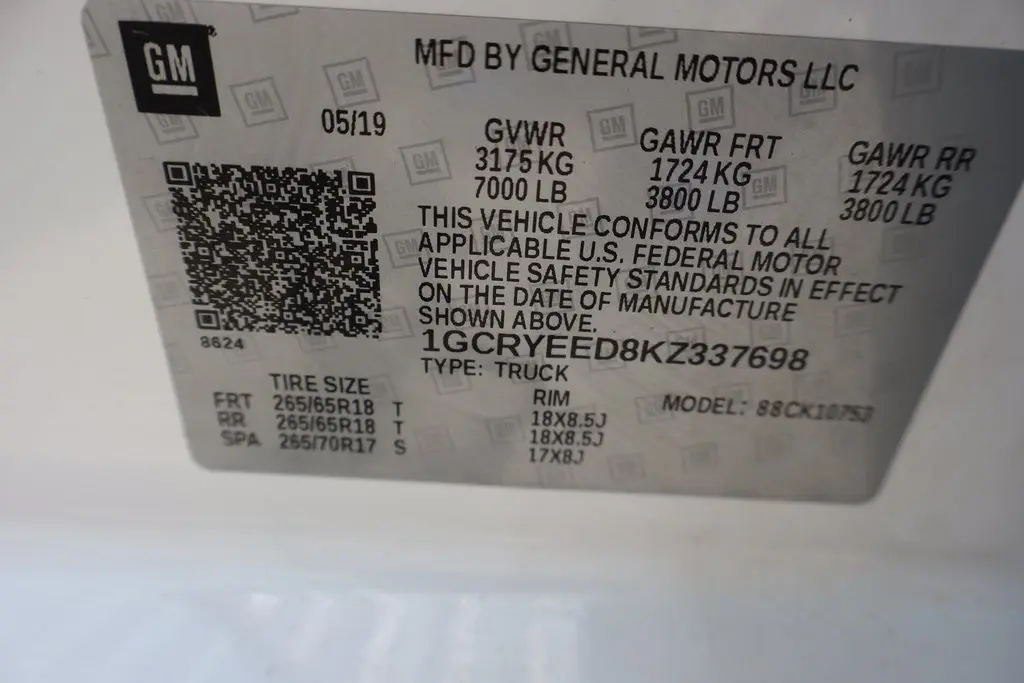 GM
MFD BY GENERAL MOTORS LLC
05/19
GVWR
3175 KG
7000 LB
GAWR FRT
1724 KG
3800 LB
GAWR RR
1724 KG
3800 LB
THIS VEHICLE CONFORMS TO ALL
APPLICABLE U.S. FEDERAL MOTOR
VEHICLE SAFETY STANDARDS IN EFFECT
ON THE DATE OF MANUFACTURE
SHOWN ABOVE.
8624
1GCRYEED8KZ337698
TYPE: TRUCK
TIRE SIZE
RIM
MODEL:
FRT 265/65R18 T 18X8.5J
RR 265/65R18 T 18X8.5J
SPA 265/70R17 S 17X8J